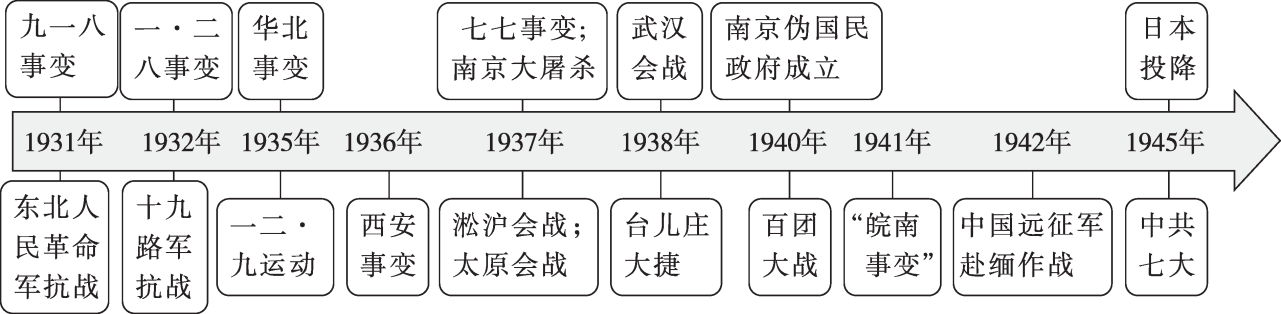 九一八
事变
一·二
八事变
华北
事变
七七事变；
南京大屠杀
武汉
会战
南京伪国民
政府成立
日本
投降
1931年
1932年
1935年
1936年
1937年
1938年
1940年
1941年
1942年
1945年
东北人
民革命
军抗战
十九
路军
抗战
一二·
九运动
西安
事变
淞沪会战；
太原会战
台儿庄
大捷
百团
大战
“皖南
事变”
中国远征军
赴缅作战
中共
七大